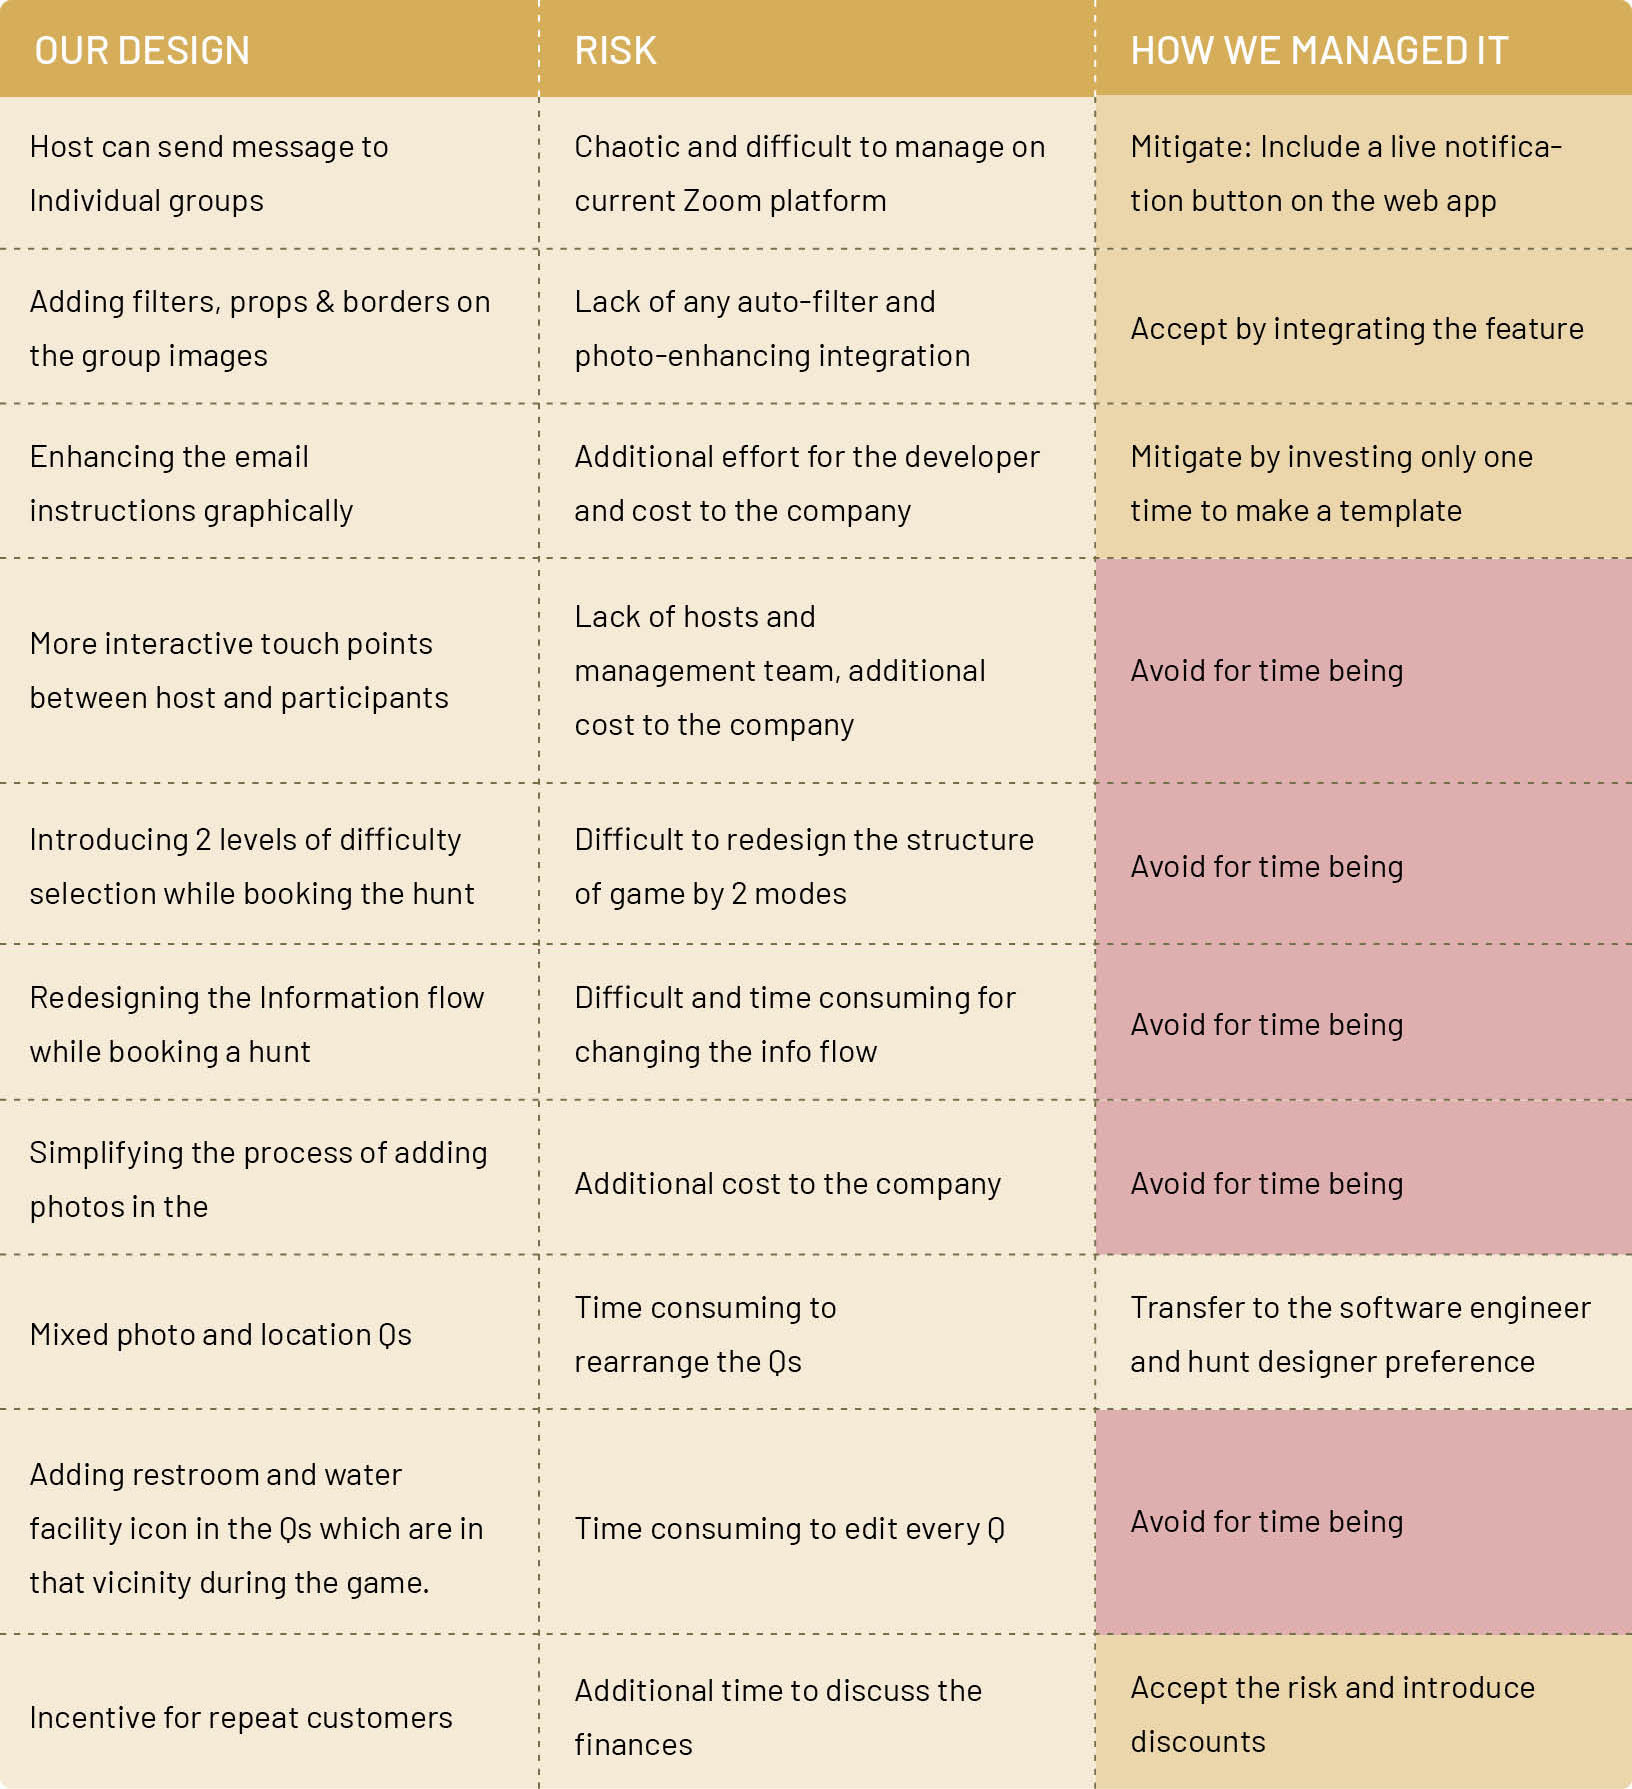 OUR DESIGN
RISK
HOW WE MANAGED IT
Host can send message to
Individual groups
Chaotic and difficult to manage on
current Zoom platform
Mitigate: Include a live notifica-
tion button on the web app
Adding filters, props & borders on
the group images
Lack of any auto-filter and
photo-enhancing integration
Accept by integrating the feature
Enhancing the email
instructions graphically
Additional effort for the developer
and cost to the company
Mitigate by investing only one
time to make a template
More interactive touch points
between host and participants
Lack of hosts and
management team, additional
cost to the company
Avoid for time being
Introducing 2 levels of difficulty
selection while booking the hunt
Difficult to redesign the structure
of game by 2 modes
Avoid for time being
Redesigning the Information flow
while booking a hunt
Difficult and time consuming for
changing the info flow
Avoid for time being
Simplifying the process of adding
photos in the
Additional cost to the company
Avoid for time being
Mixed photo and location Qs
Time consuming to
rearrange the Qs
Transfer to the software engineer
and hunt designer preference
Adding restroom and water
facility icon in the Qs which are in
that vicinity during the game.
Time consuming to edit every Q
Avoid for time being
Incentive for repeat customers
Additional time to discuss the
finances
Accept the risk and introduce
discounts